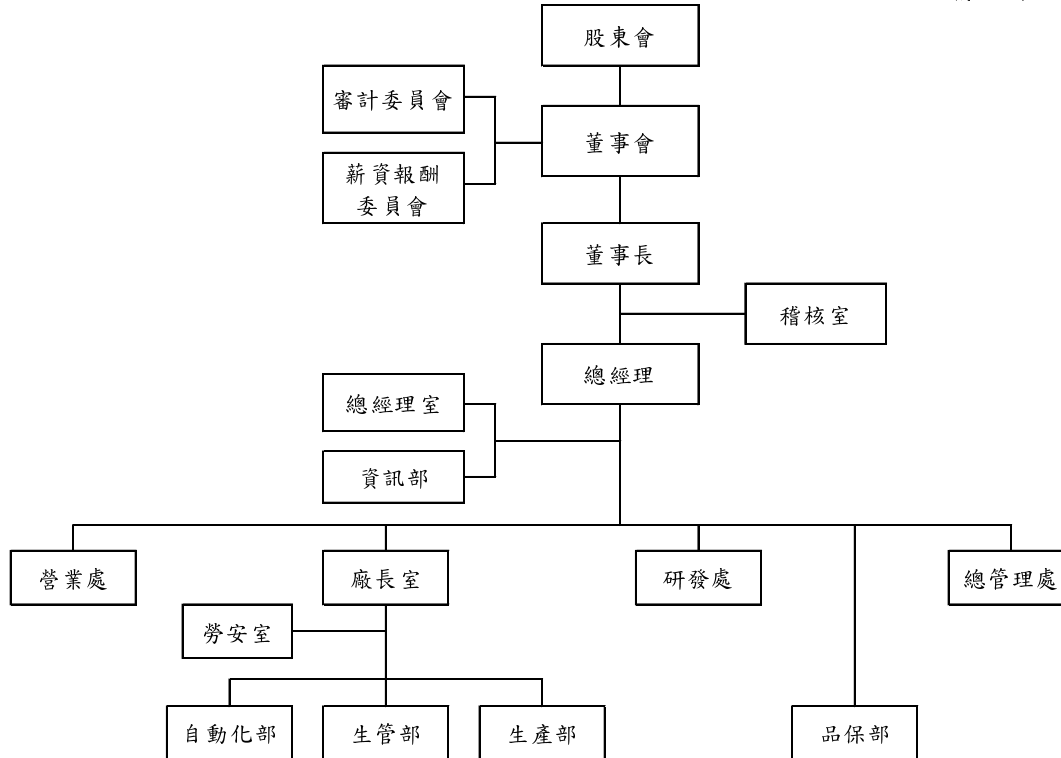 股東會
審計委員會
董事會
薪資報酬
委員會
董事長
稽核室
總經理
總經理室
資訊部
營業處
廠長室
研發處
總管理處
勞安室
自動化部
生管部
生產部
品保部